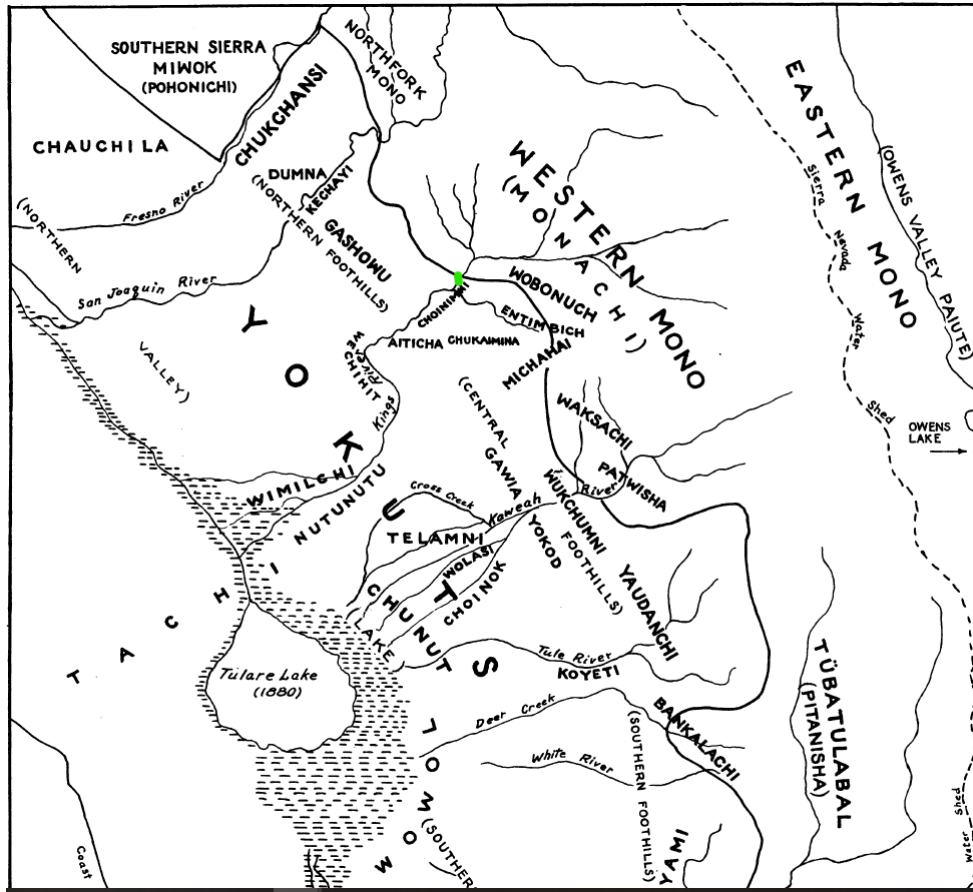 SOUTHERN SIERRA
MIWOK
(POHONICHI)
NORTHFORK
MONO
CHUKCHANSI
CHAUCHILA
DUMNA
KECHAYI
(NORTHERN FOOTHILLS)
GASHOWU
Fresno River
(NORTHERN
VALLEY)
San Joaquin River
WESTERN MONO
(MONACHI)
EASTERN MONO
(OWENS VALLEY PAIUTE)
Sierra
Nevada
Water
Shed
OWENS
LAKE
WOBONUCH
ENTIMBICH
CHOINIMNI
AITICHA
CHUKAIMINA
MICHAHAI
WECHIHIT
Kings River
YOKUTS
(CENTRAL
FOOTHILLS)
GAWIA
WAKSACHI
PATWISHA
WUKCHUMNI
Kaweah River
YOKOD
WIMILCHI
NUTUNUTU
Cross Creek
TELAMNI
WOLASI
CHOINOK
TACHI
CHUNUT
LAKE
Tulare Lake
(1880)
YAUDANCHI
Tule River
KOYETI
Deer Creek
BANKALACHI
White River
(SOUTHERN
FOOTHILLS)
TÜBATULABAL
(PITANISHA)
LOWO
(SOUTHERN
YAMI
Coast
Water
Shed